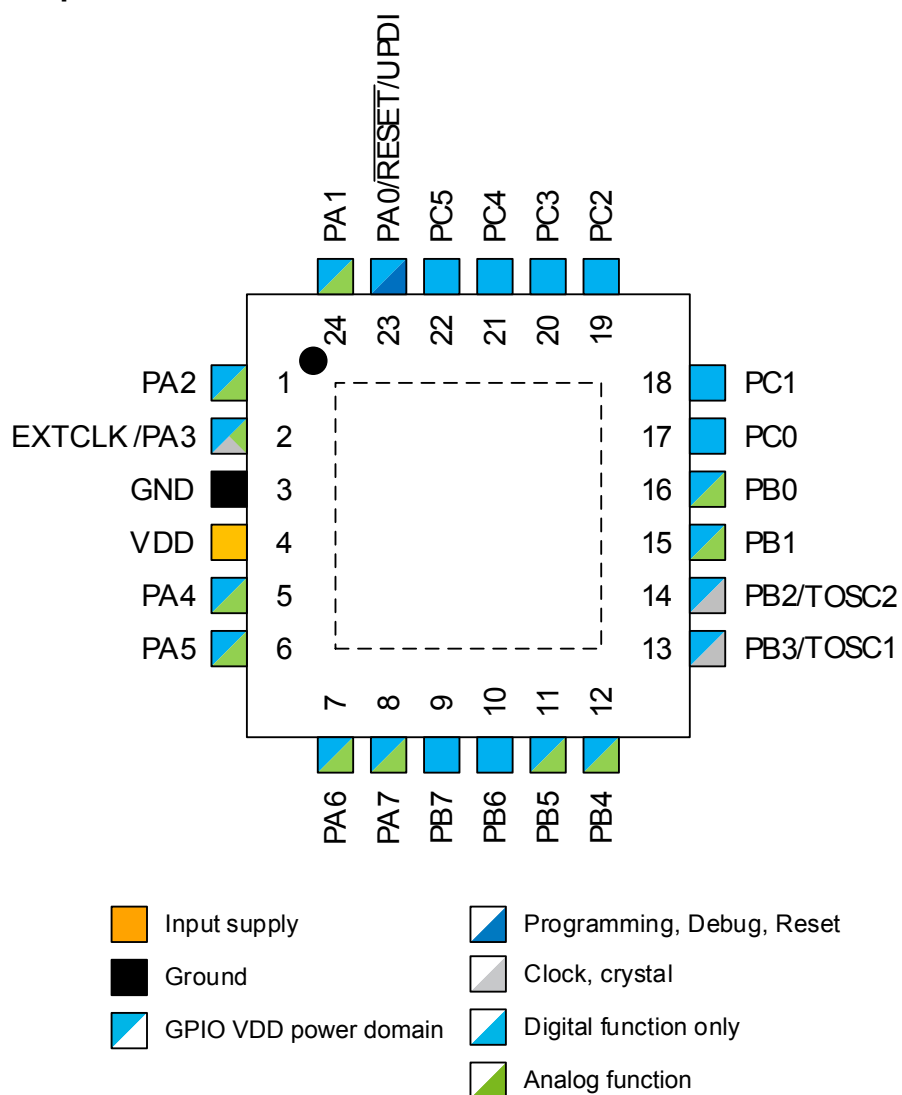 PA1
PA0/RESET/UPDI
PC5
PC4
PC3
PC2
24
23
22
21
20
19
PA2 1
EXTCLK/PA3 2
GND 3
VDD 4
PA4 5
PA5 6
18 PC1
17 PC0
16 PB0
15 PB1
14 PB2/TOSC2
13 PB3/TOSC1
7
8
9
10
11
12
PA6
PA7
PB7
PB6
PB5
PB4
Input supply
Ground
GPIO VDD power domain
Programming, Debug, Reset
Clock, crystal
Digital function only
Analog function